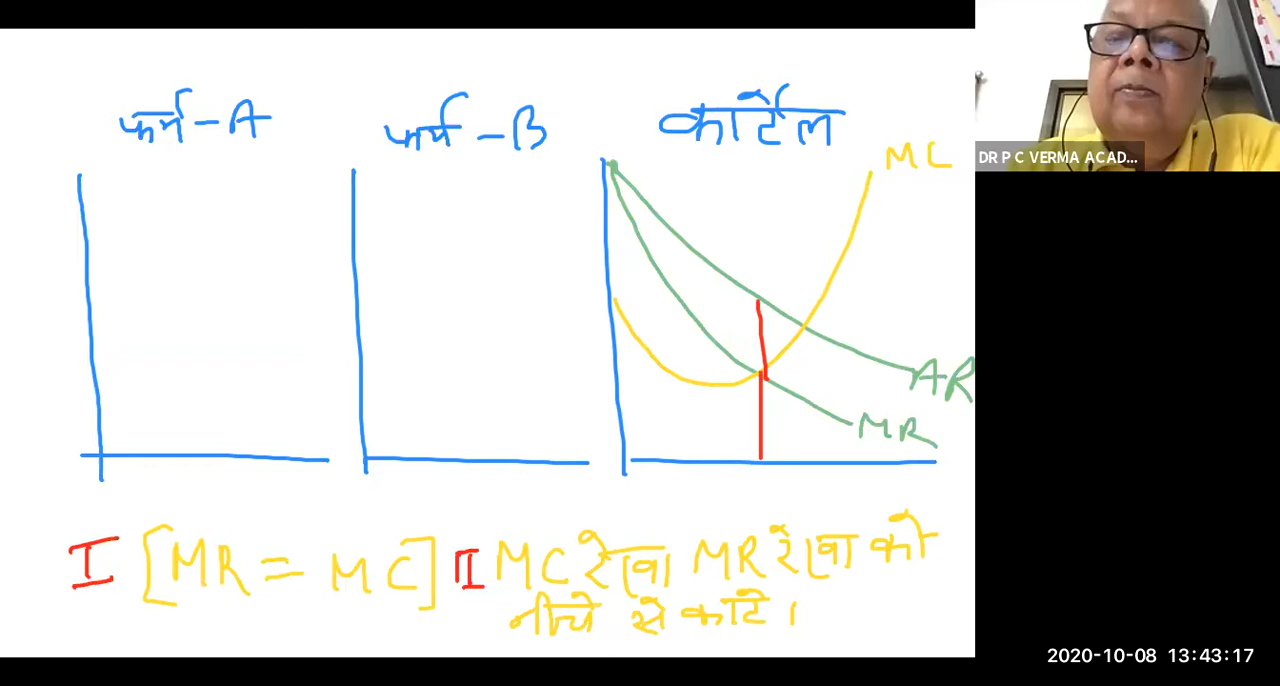 फर्म - A
फर्म - B
कार्टेल
MC
DR P C VERMA ACAD...
AR
MR
I [MR = MC] II MC रेखा MR रेखा को
नीचे से काटे।
2020-10-08 13:43:17